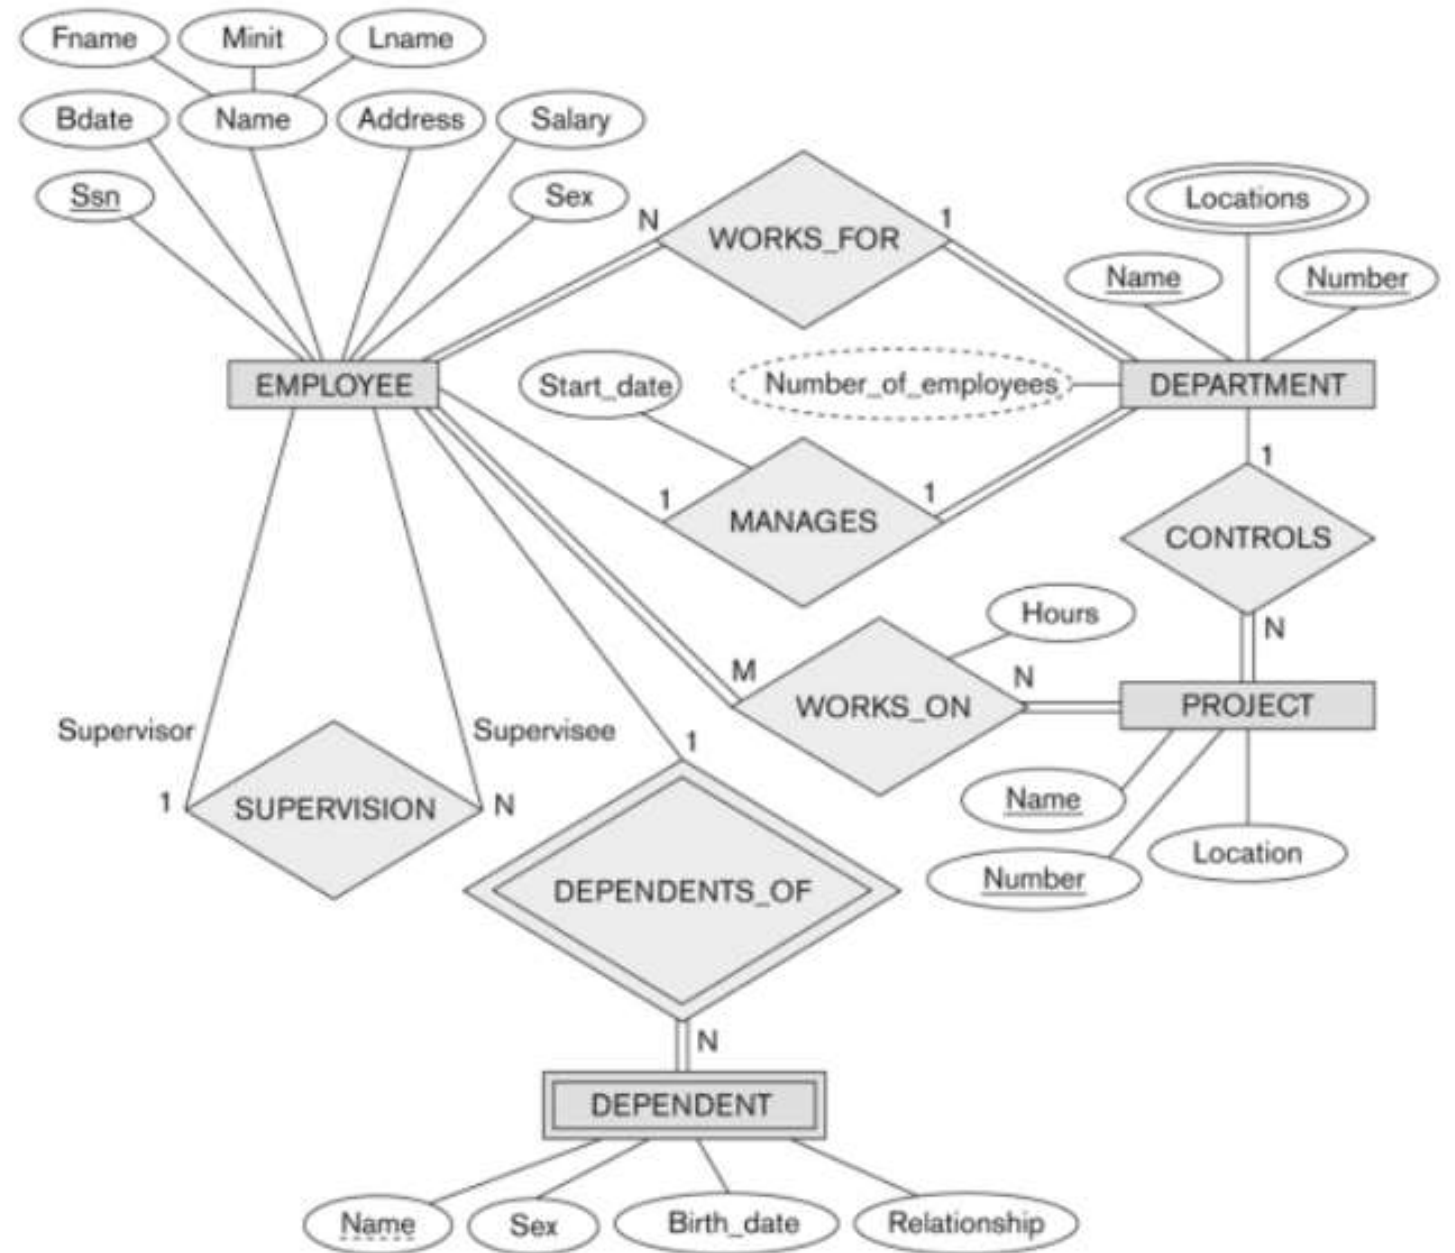 Fname Minit Lname
Bdate Name Address Salary
Ssn Sex
N WORKS_FOR 1
Locations
Name Number
EMPLOYEE Start_date Number_of_employees DEPARTMENT
1 MANAGES 1
1
CONTROLS
N
Hours
M WORKS_ON N PROJECT
Supervisor Supervisee
1 SUPERVISION N
1
Name
Number
Location
DEPENDENTS_OF
N
DEPENDENT
Name Sex Birth_date Relationship